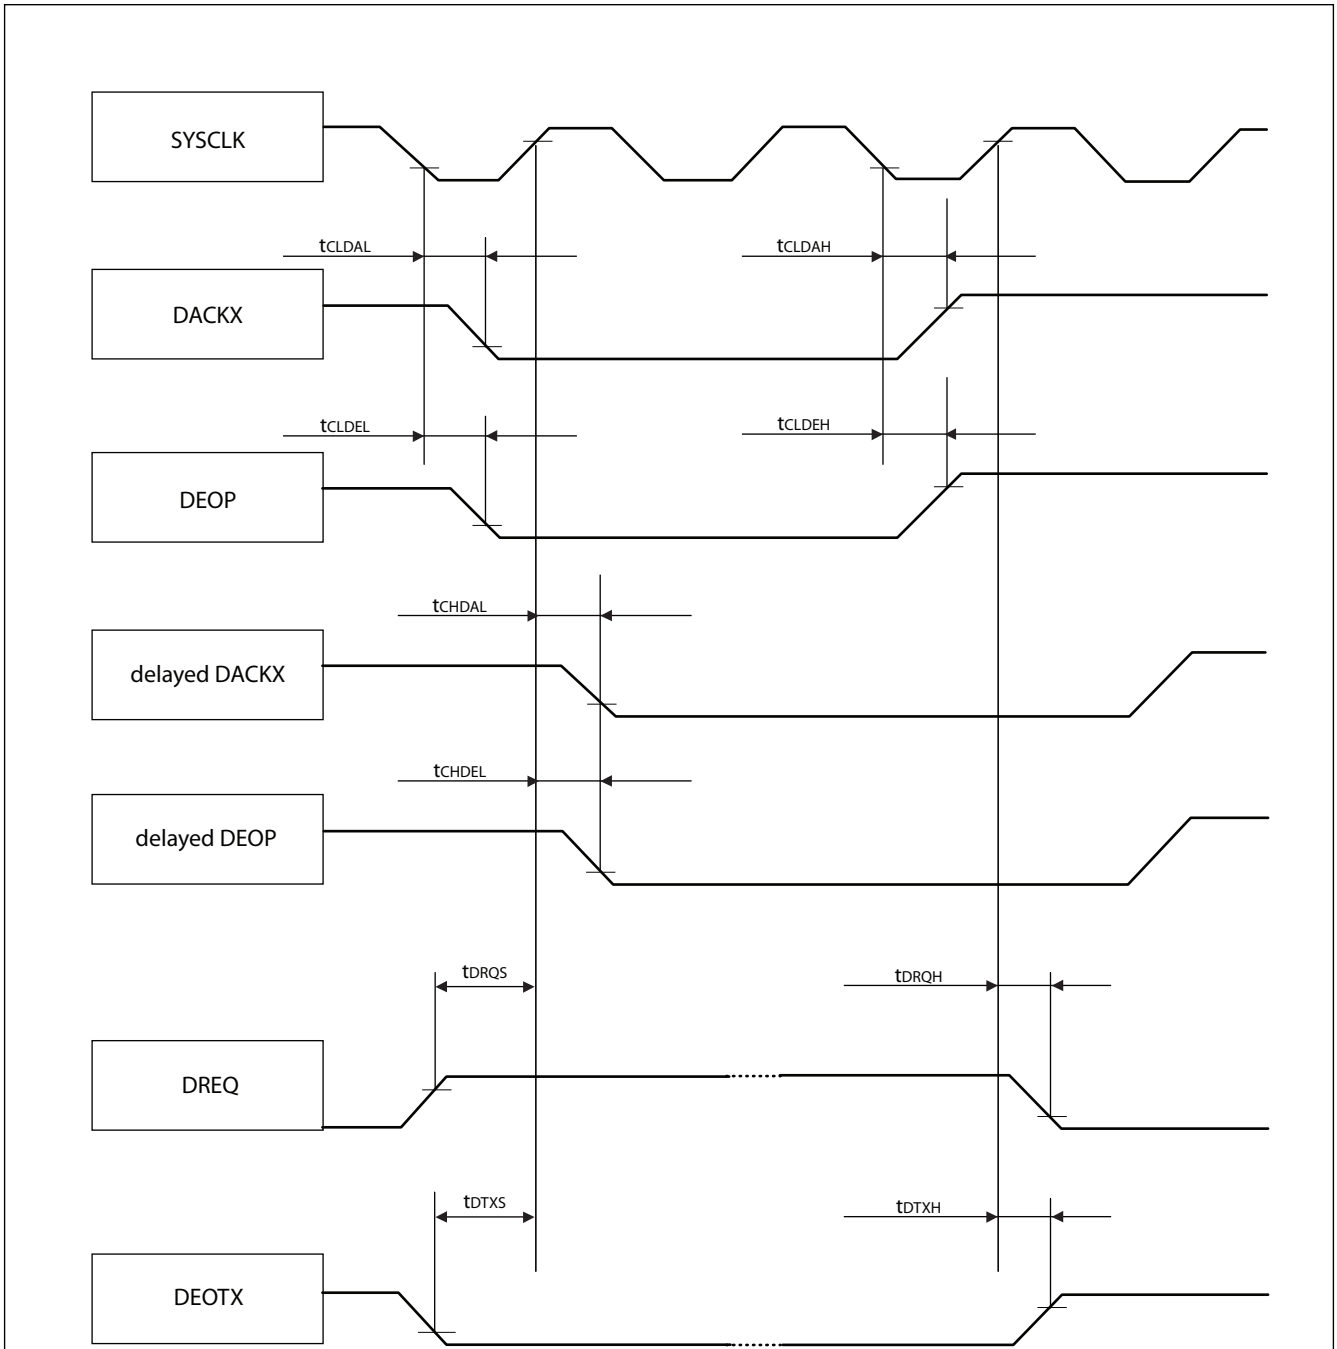 SYSCLK
tCLDAL
tCLDAH
DACKX
tCLDEL
tCLDEH
DEOP
tCHDAL
delayed DACKX
tCHDEL
delayed DEOP
tDRQS
tDRQH
DREQ
tDTXS
tDTXH
DEOTX